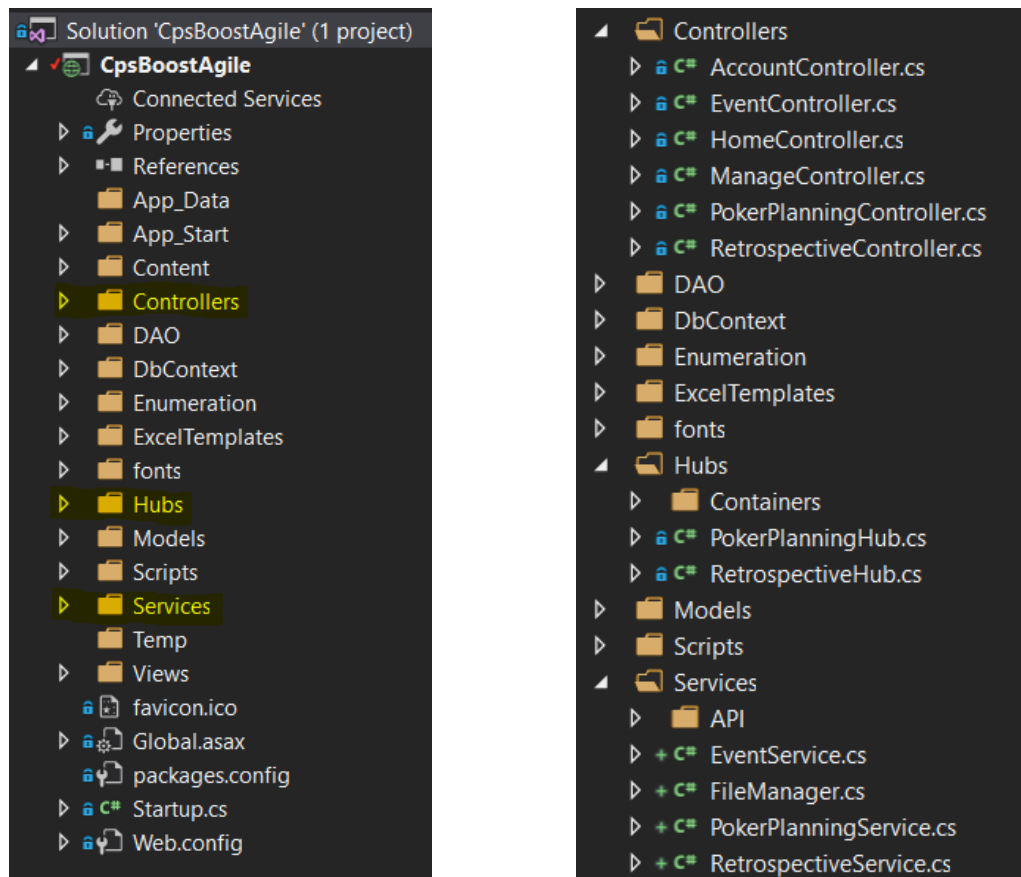 Solution 'CpsBoostAgile' (1 project)
CpsBoostAgile
Connected Services
Properties
References
App_Data
App_Start
Content
Controllers
DAO
DbContext
Enumeration
ExcelTemplates
fonts
Hubs
Models
Scripts
Services
Temp
Views
favicon.ico
Global.asax
packages.config
C# Startup.cs
Web.config
Controllers
C# AccountController.cs
C# EventController.cs
C# HomeController.cs
C# ManageController.cs
C# PokerPlanningController.cs
C# RetrospectiveController.cs
DAO
DbContext
Enumeration
ExcelTemplates
fonts
Hubs
Containers
C# PokerPlanningHub.cs
C# RetrospectiveHub.cs
Models
Scripts
Services
API
+ C# EventService.cs
+ C# FileManager.cs
+ C# PokerPlanningService.cs
+ C# RetrospectiveService.cs